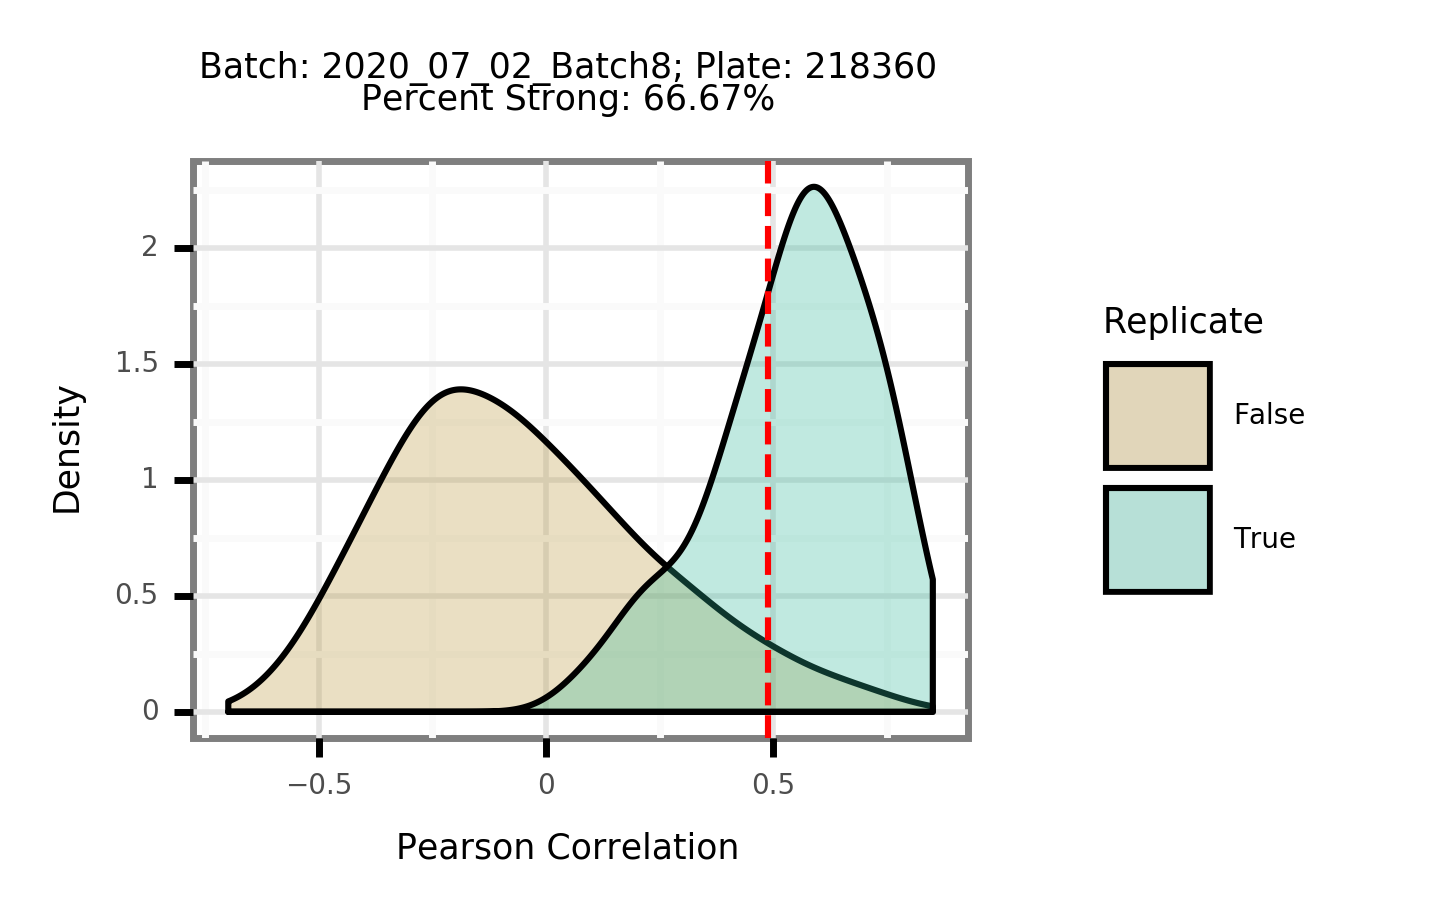 Batch: 2020_07_02_Batch8; Plate: 218360
Percent Strong: 66.67%
Density
2
1.5
1
0.5
0
−0.5
0
0.5
Pearson Correlation
Replicate
False
True